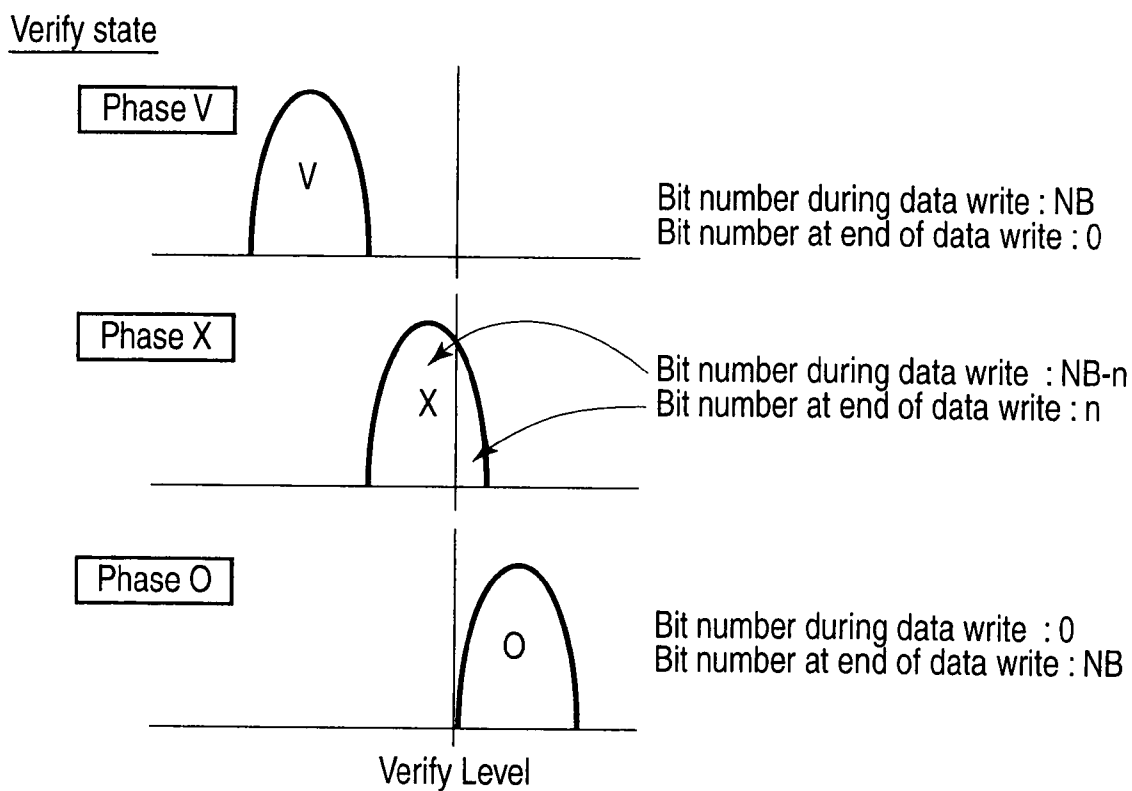 Verify state
Phase V
V
Bit number during data write : NB
Bit number at end of data write : 0
Phase X
X
Bit number during data write : NB-n
Bit number at end of data write : n
Phase O
O
Bit number during data write : 0
Bit number at end of data write : NB
Verify Level